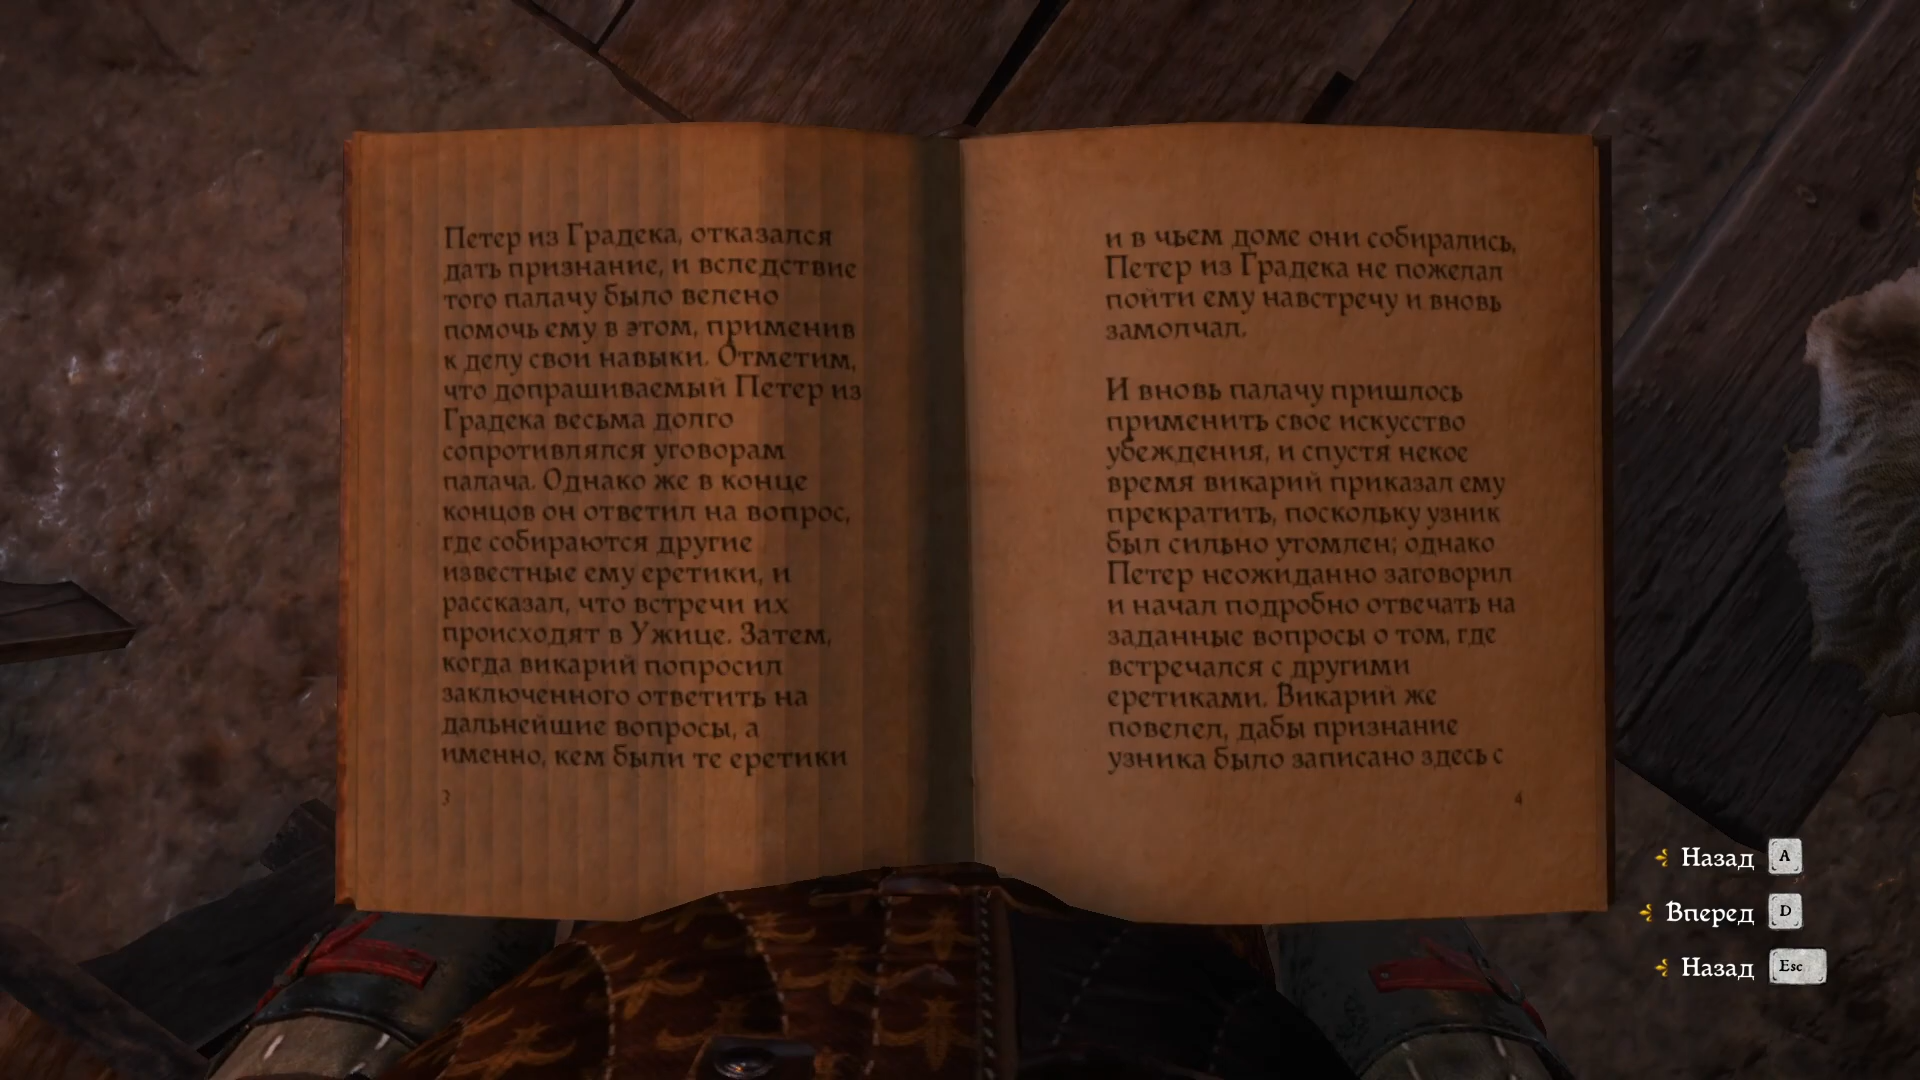 Петер из Градека, отказался
дать признание, и вследствие
того палачу было велено
помочь ему в этом, применив
к делу свои навыки. Отметим,
что допрашиваемый Петер из
Градека весьма долго
сопротивлялся уговорам
палача. Однако же в конце
концов он ответил на вопрос,
где собираются другие
известные ему еретики, и
рассказал, что встречи их
происходят в Ужице. Затем,
когда викарий попросил
заключенного ответить на
дальнейшие вопросы, а
именно, кем были те еретики
3
и в чьем доме они собирались,
Петер из Градека не пожелал
пойти ему навстречу и вновь
замолчал.
И вновь палачу пришлось
применить свое искусство
убеждения, и спустя некое
время викарий приказал ему
прекратить, поскольку узник
был сильно утомлен; однако
Петер неожиданно заговорил
и начал подробно отвечать на
заданные вопросы о том, где
встречался с другими
еретиками. Викарий же
повелел, дабы признание
узника было записано здесь с
4
Назад A
Вперед D
Назад Esc